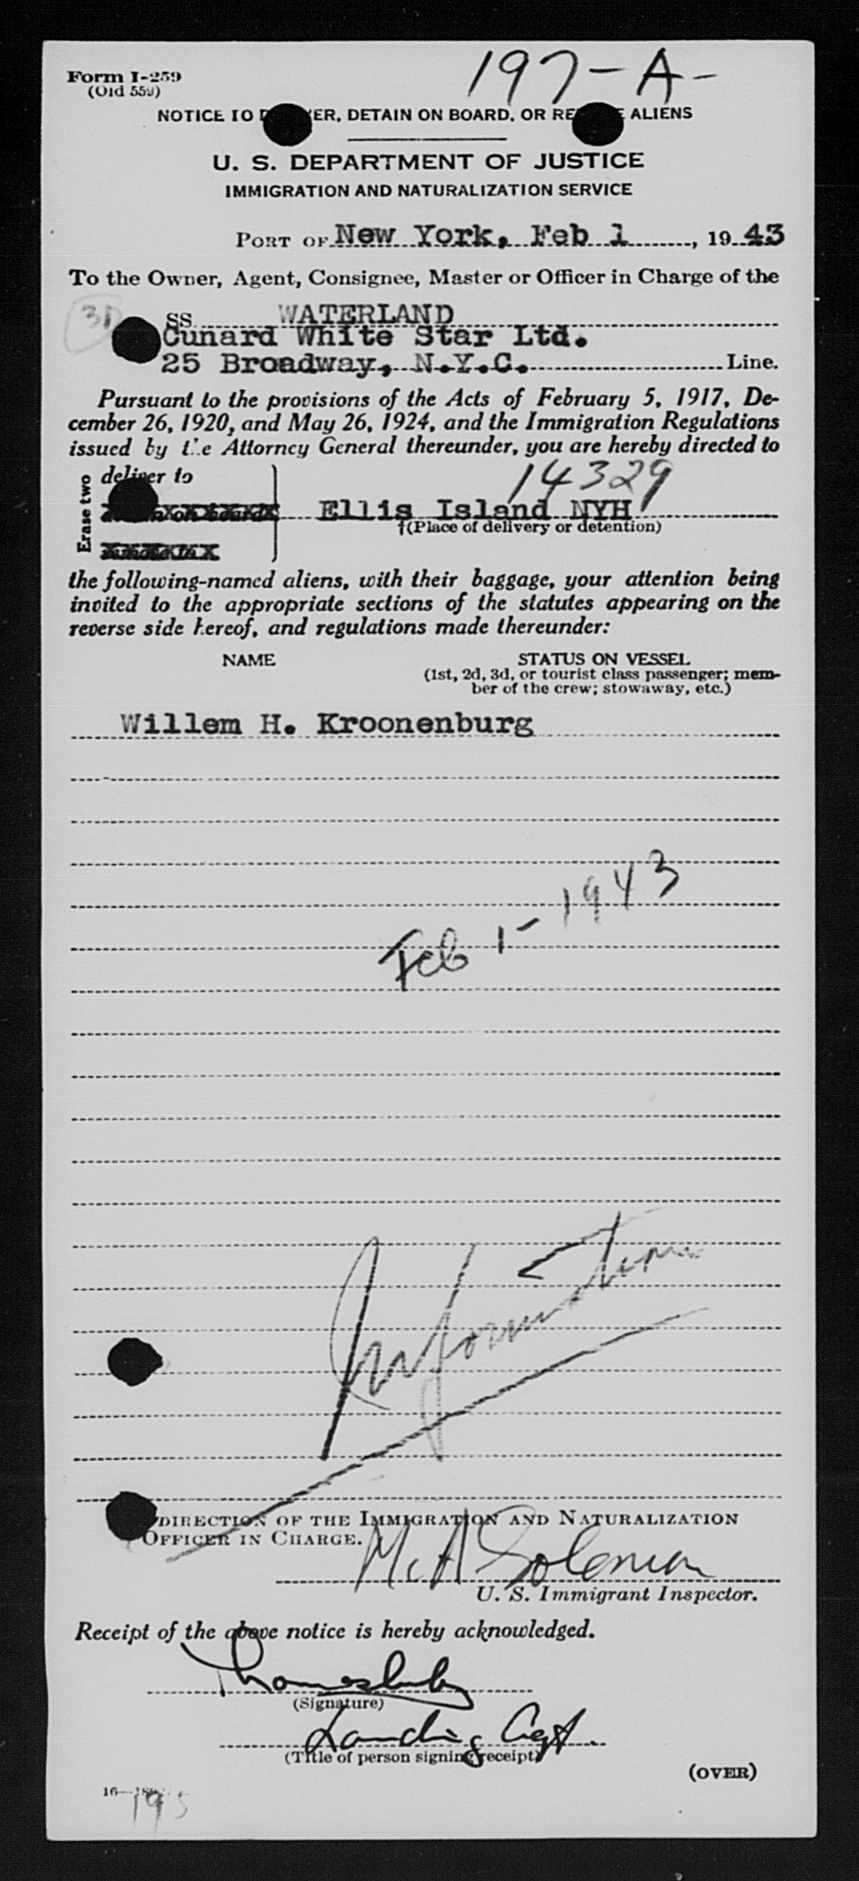 197-A-
Form I-259
(Old 559)
NOTICE TO ER, DETAIN ON BOARD, OR RE ALIENS
U. S. DEPARTMENT OF JUSTICE
IMMIGRATION AND NATURALIZATION SERVICE
PORT OF New York, Feb 1, 1943
To the Owner, Agent, Consignee, Master or Officer in Charge of the
SS WATERLAND
Cunard White Star Ltd.
25 Broadway, N.Y.C. Line.
Pursuant to the provisions of the Acts of February 5, 1917, De-
cember 26, 1920, and May 26, 1924, and the Immigration Regulations
issued by the Attorney General thereunder, you are hereby directed to
14329
Erase two
deliver to
Ellis Island NYH
†(Place of delivery or detention)
the following-named aliens, with their baggage, your attention being
invited to the appropriate sections of the statutes appearing on the
reverse side hereof, and regulations made thereunder:
NAME STATUS ON VESSEL
(1st, 2d, 3d, or tourist class passenger; mem-
ber of the crew; stowaway, etc.)
Willem H. Kroonenburg
Feb 1-1943
Information
DIRECTION OF THE IMMIGRATION AND NATURALIZATION
OFFICER IN CHARGE.
U. S. Immigrant Inspector.
Receipt of the above notice is hereby acknowledged.
(Signature)
Landing Agt.
(Title of person signing receipt)
(OVER)
195